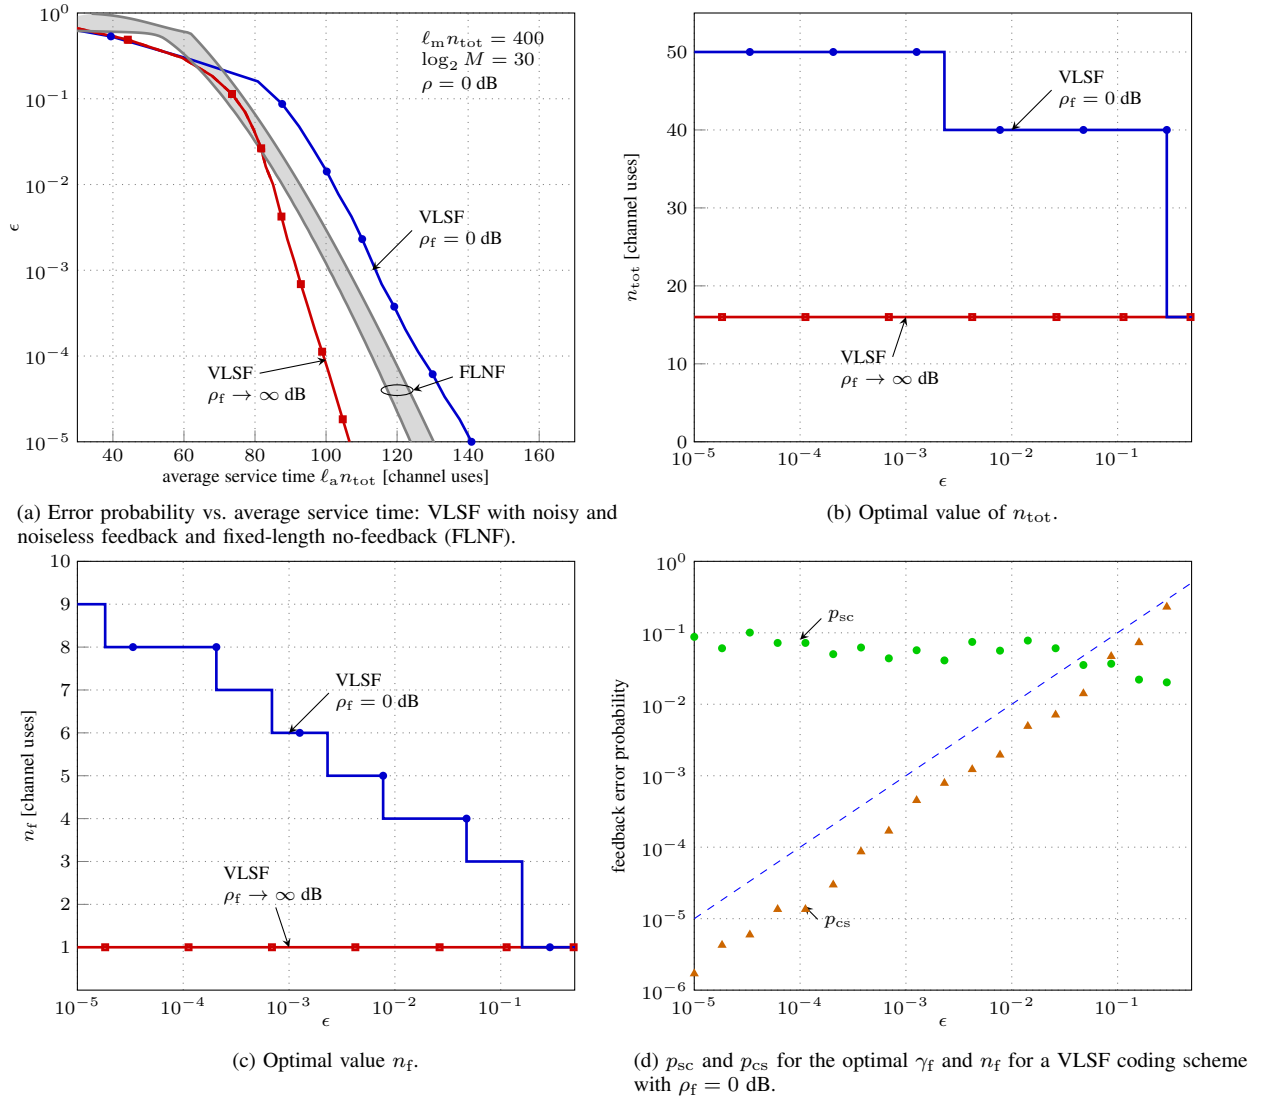 10⁰
10⁻¹
10⁻²
10⁻³
10⁻⁴
10⁻⁵
ϵ
ℓₘnₜₒₜ = 400
log₂ M = 30
ρ = 0 dB
VLSF
ρf = 0 dB
VLSF
ρf → ∞ dB
FLNF
40 60 80 100 120 140 160
average service time ℓₐnₜₒₜ [channel uses]
(a) Error probability vs. average service time: VLSF with noisy and
noiseless feedback and fixed-length no-feedback (FLNF).
50
40
30
20
10
0
nₜₒₜ [channel uses]
VLSF
ρf = 0 dB
VLSF
ρf → ∞ dB
10⁻⁵ 10⁻⁴ 10⁻³ 10⁻² 10⁻¹
ϵ
(b) Optimal value of nₜₒₜ.
10
9
8
7
6
5
4
3
2
1
nf [channel uses]
VLSF
ρf = 0 dB
VLSF
ρf → ∞ dB
10⁻⁵ 10⁻⁴ 10⁻³ 10⁻² 10⁻¹
ϵ
(c) Optimal value nf.
10⁰
10⁻¹
10⁻²
10⁻³
10⁻⁴
10⁻⁵
10⁻⁶
feedback error probability
psc
pcs
10⁻⁵ 10⁻⁴ 10⁻³ 10⁻² 10⁻¹
ϵ
(d) psc and pcs for the optimal γf and nf for a VLSF coding scheme
with ρf = 0 dB.